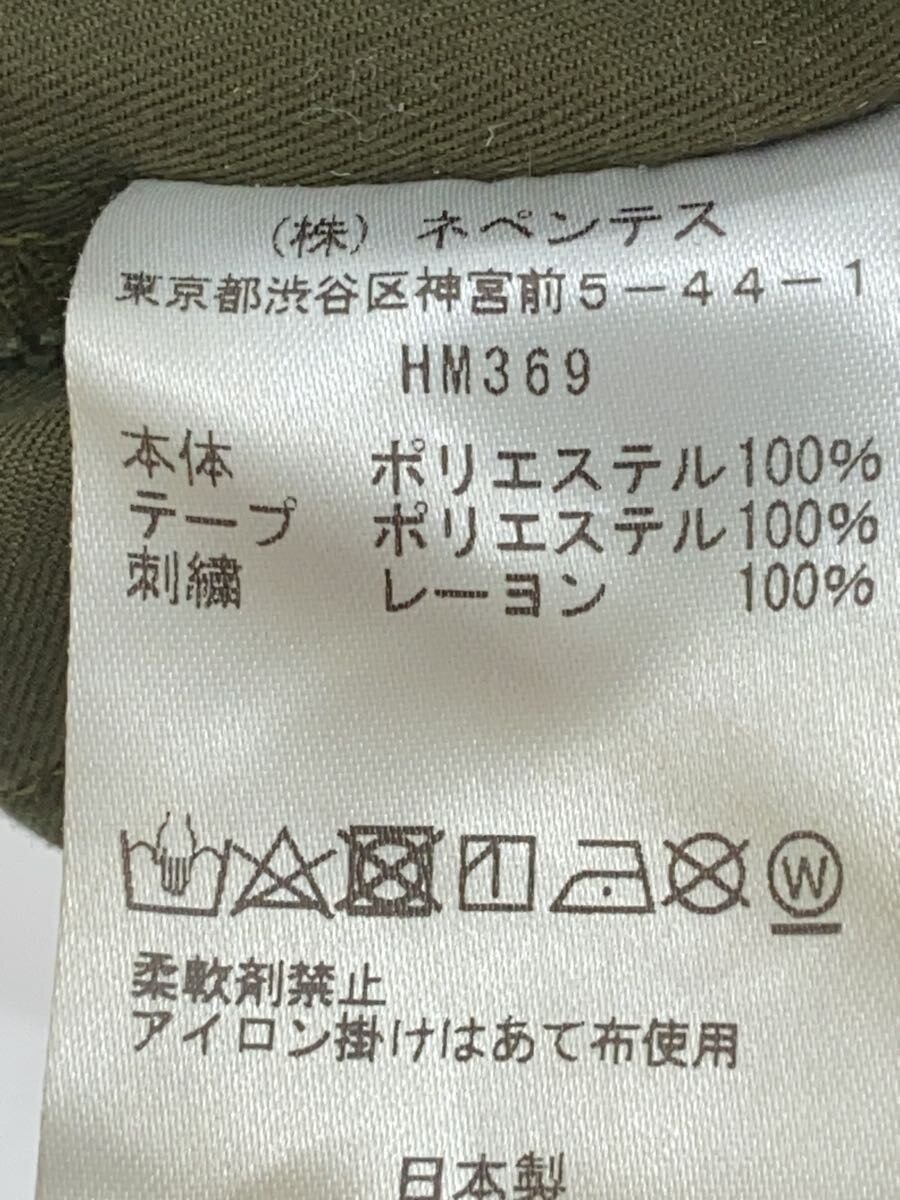 (株) ネペンテス
東京都渋谷区神宮前5-44-1
HM369
本体 ポリエステル100%
テープ ポリエステル100%
刺繍 レーヨン 100%
W
柔軟剤禁止
アイロン掛けはあて布使用
日本製